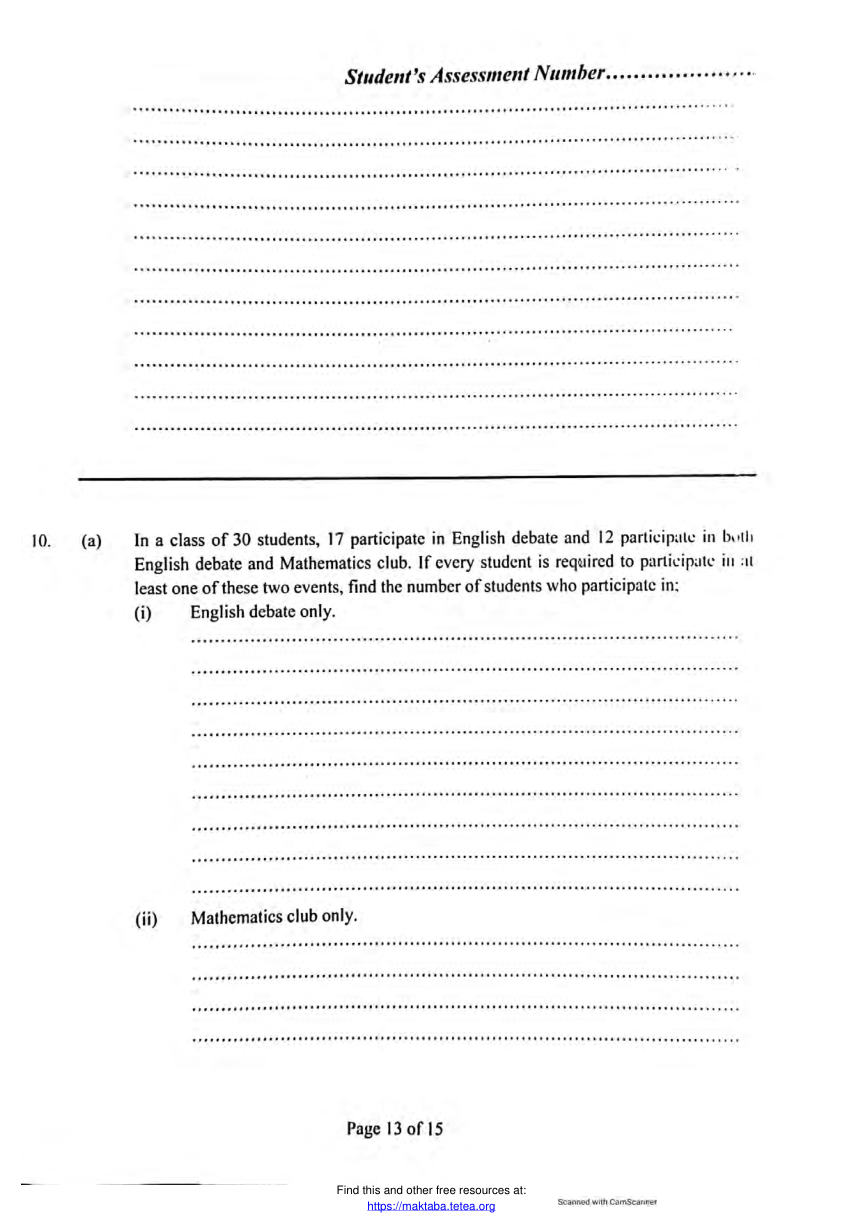 Student's Assessment Number......................
10. (a) In a class of 30 students, 17 participate in English debate and 12 participate in both
English debate and Mathematics club. If every student is required to participate in at
least one of these two events, find the number of students who participate in:
(i) English debate only.
(ii) Mathematics club only.
Page 13 of 15
Find this and other free resources at:
https://maktaba.tetea.org
Scanned with CamScanner